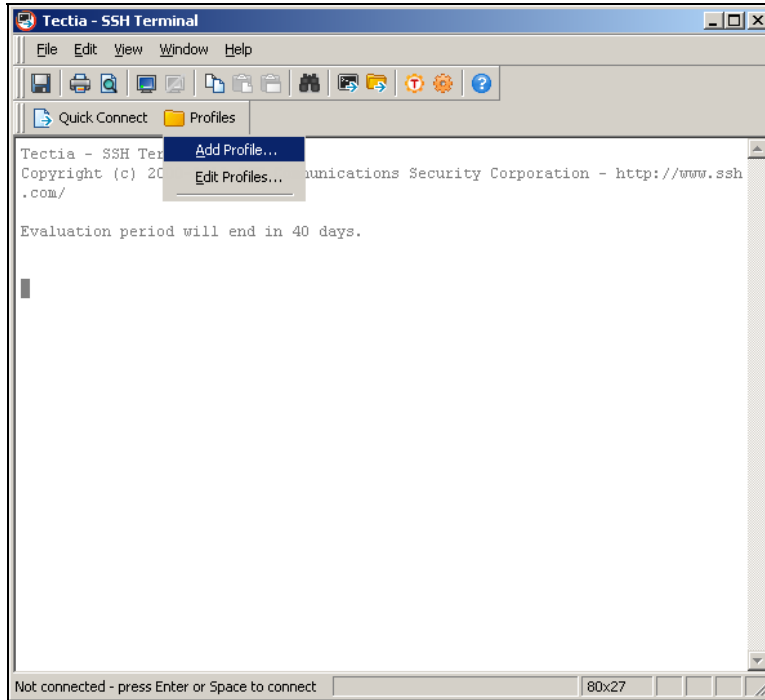 Tectia - SSH Terminal
File Edit View Window Help
Quick Connect Profiles
Add Profile...
Edit Profiles...
Tectia - SSH Ter
Copyright (c) 20 unications Security Corporation - http://www.ssh
.com/
Evaluation period will end in 40 days.
Not connected - press Enter or Space to connect 80x27